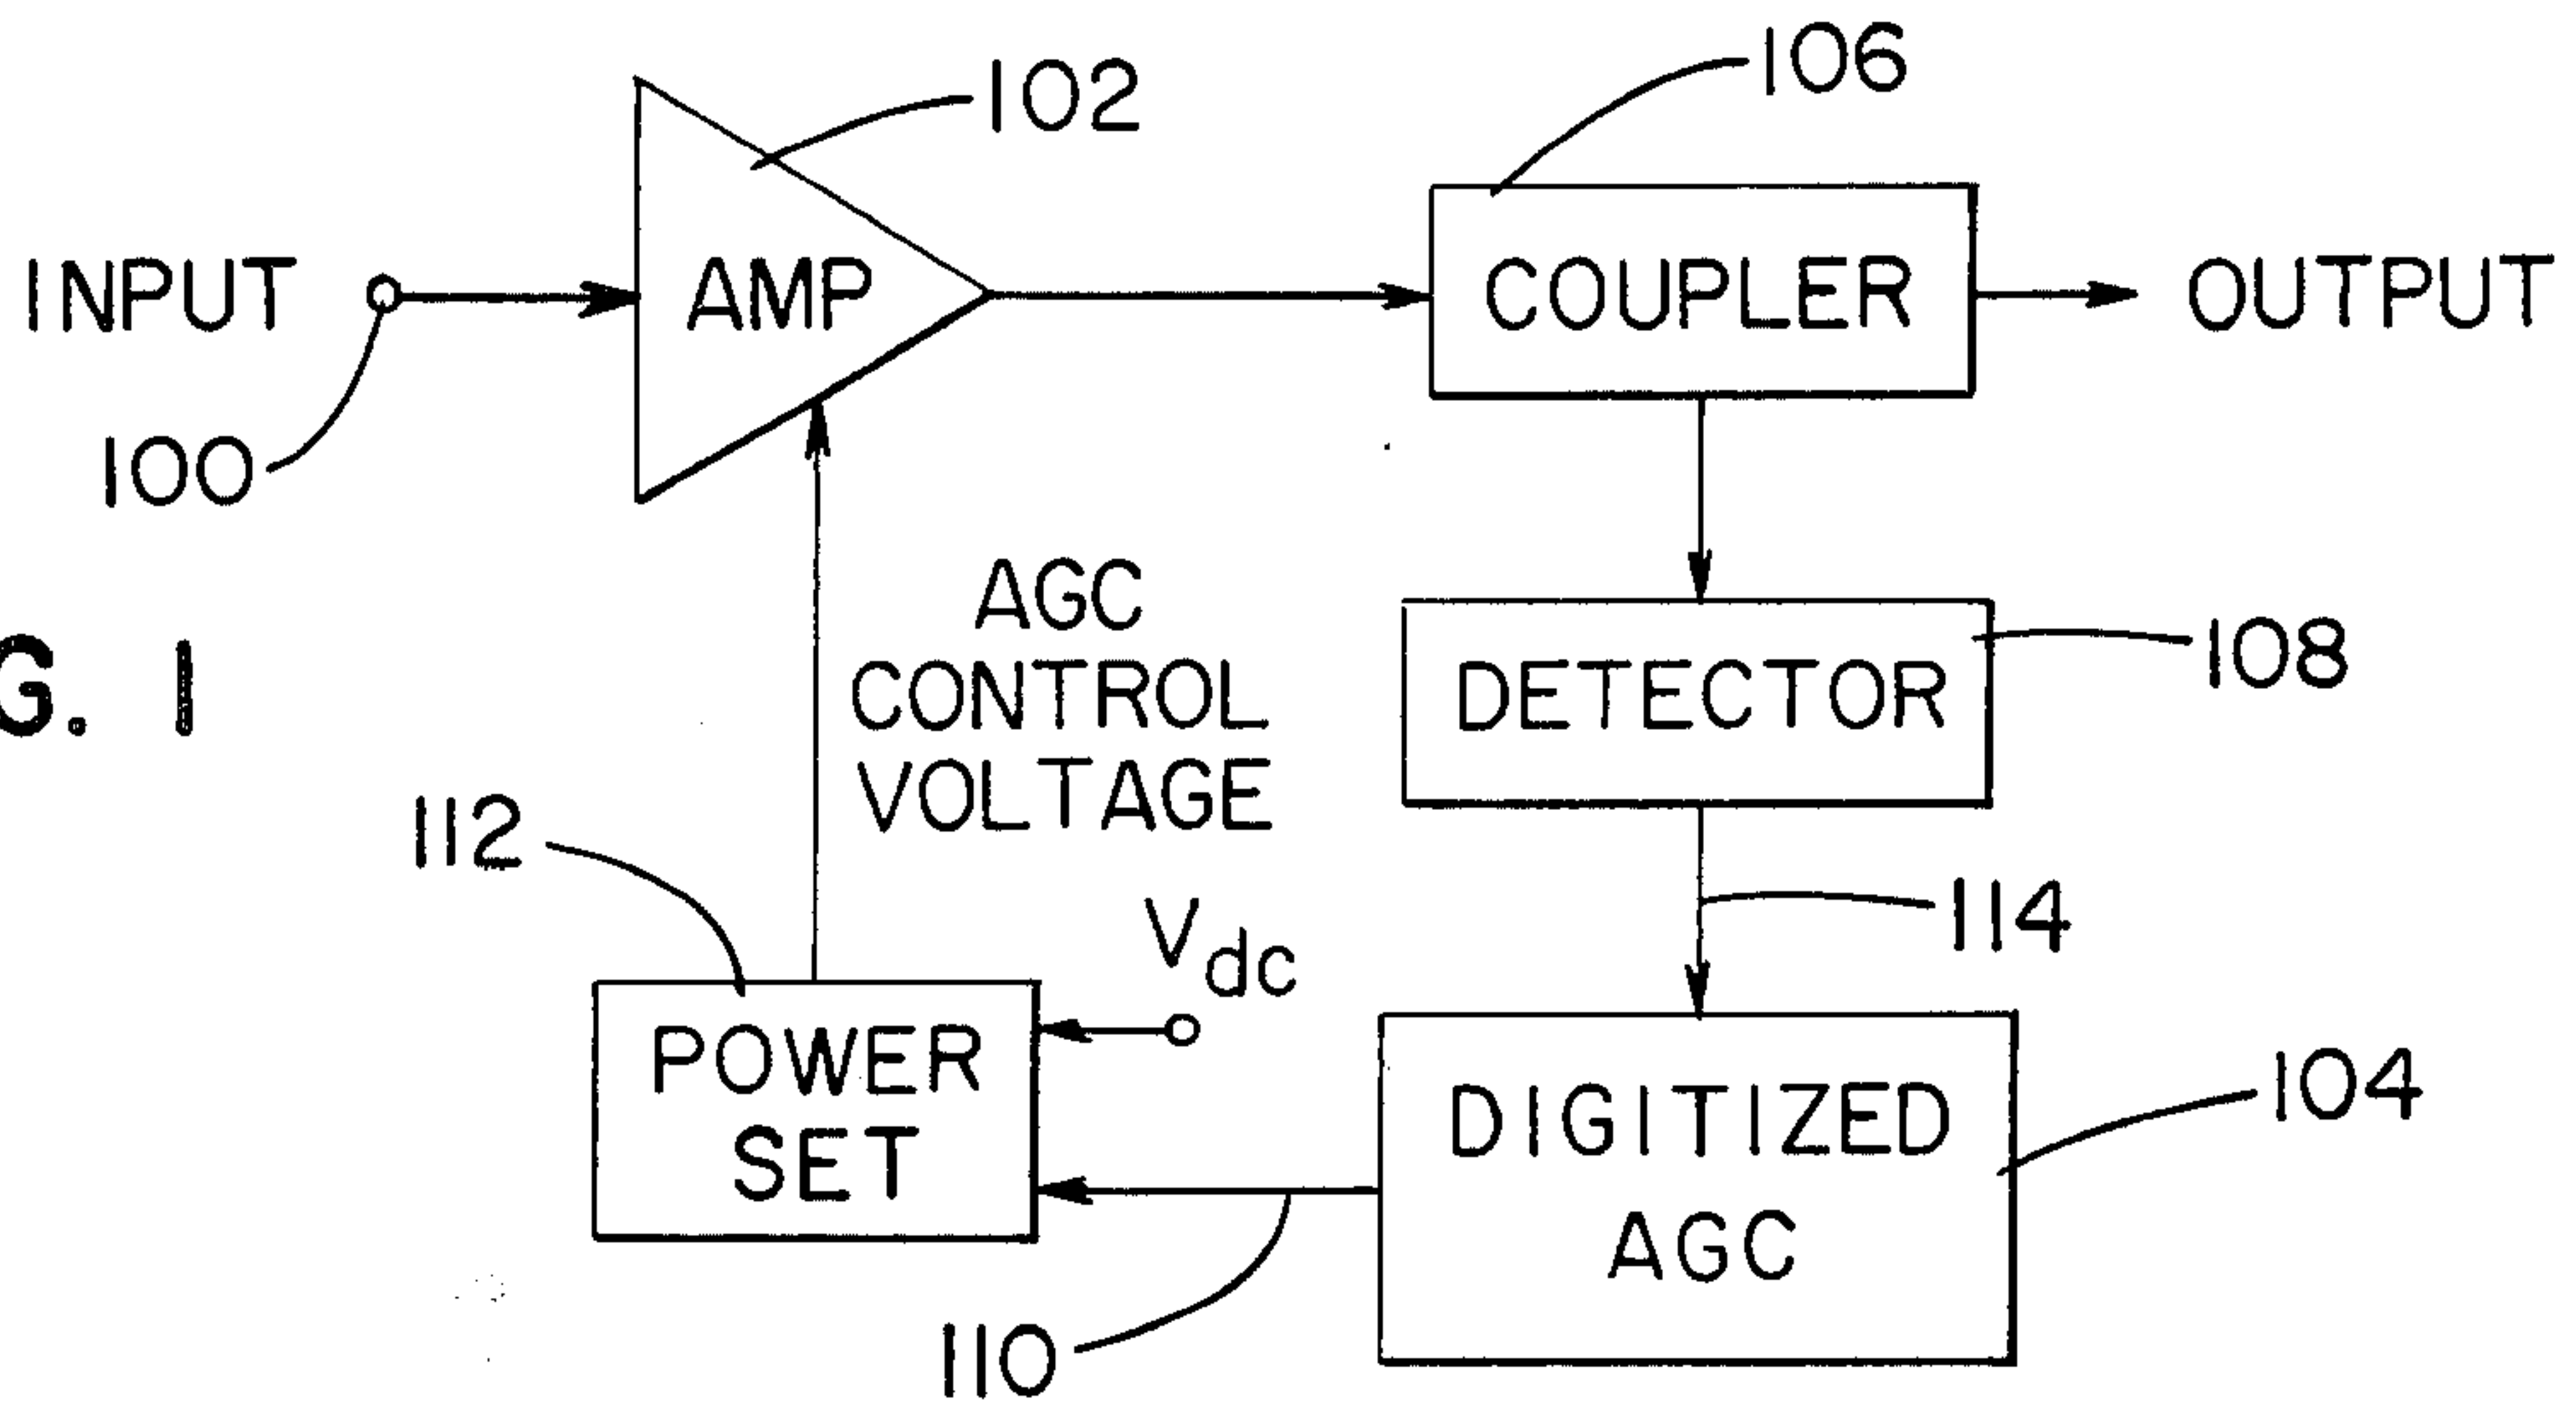 106
102
INPUT
AMP
COUPLER
OUTPUT
100
AGC
CONTROL
VOLTAGE
G. 1
DETECTOR
108
112
Vdc
114
POWER
SET
DIGITIZED
AGC
104
110